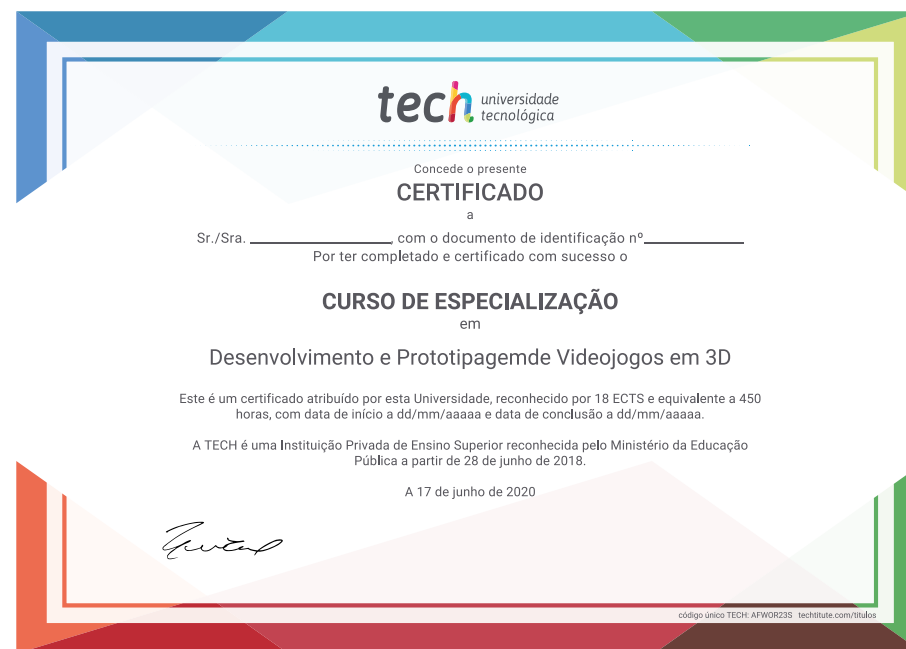 tech universidade
tecnológica
Concede o presente
CERTIFICADO
a
Sr./Sra. ____________________, com o documento de identificação nº______________
Por ter completado e certificado com sucesso o
CURSO DE ESPECIALIZAÇÃO
em
Desenvolvimento e Prototipagemde Videojogos em 3D
Este é um certificado atribuído por esta Universidade, reconhecido por 18 ECTS e equivalente a 450
horas, com data de início a dd/mm/aaaaa e data de conclusão a dd/mm/aaaaa.
A TECH é uma Instituição Privada de Ensino Superior reconhecida pelo Ministério da Educação
Pública a partir de 28 de junho de 2018.
A 17 de junho de 2020
código único TECH: AFWOR23S techtitute.com/titulos